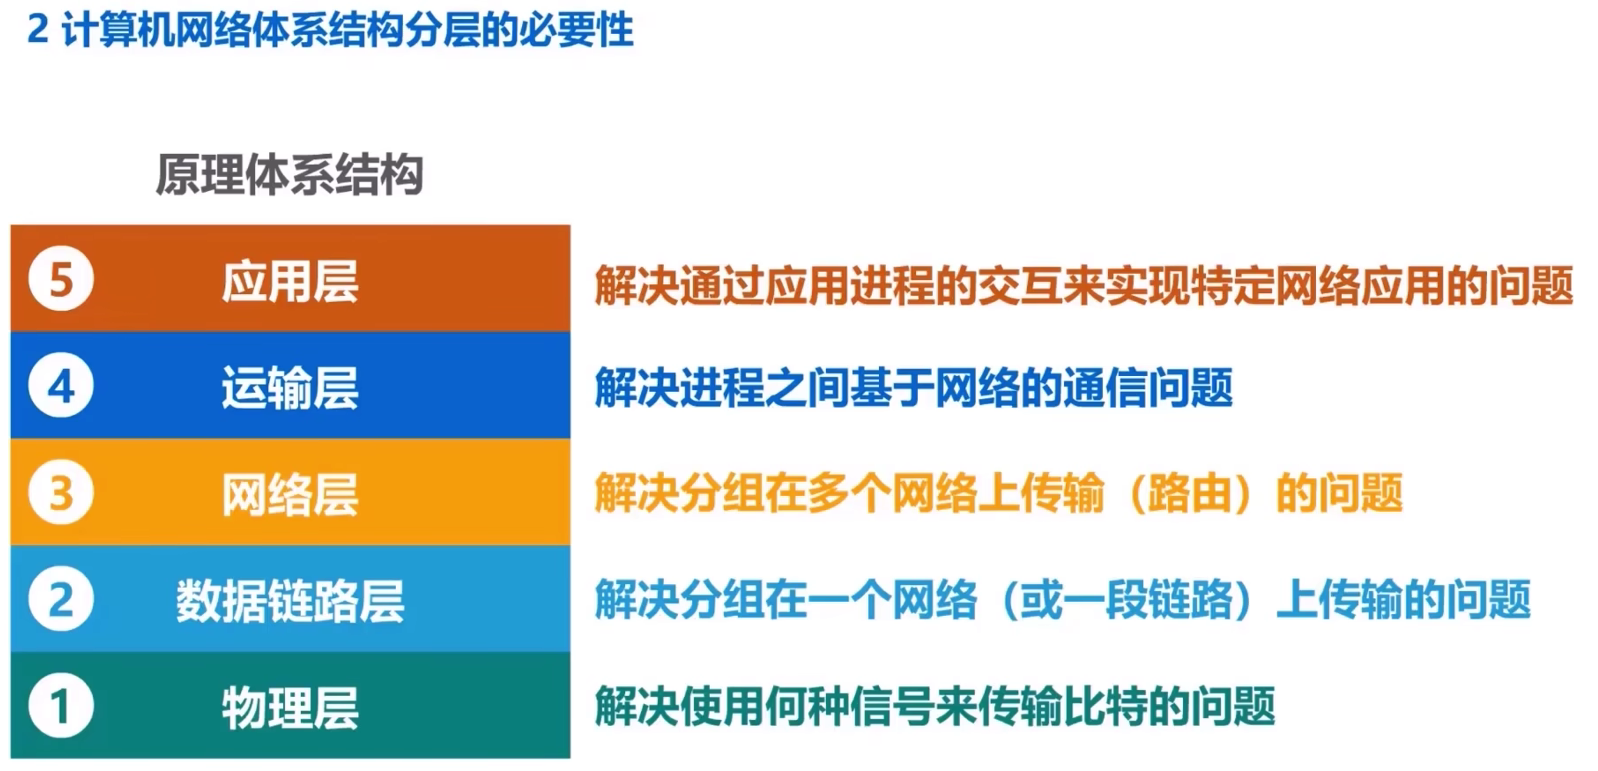 2 计算机网络体系结构分层的必要性
原理体系结构
5 应用层 解决通过应用进程的交互来实现特定网络应用的问题
4 运输层 解决进程之间基于网络的通信问题
3 网络层 解决分组在多个网络上传输（路由）的问题
2 数据链路层 解决分组在一个网络（或一段链路）上传输的问题
1 物理层 解决使用何种信号来传输比特的问题